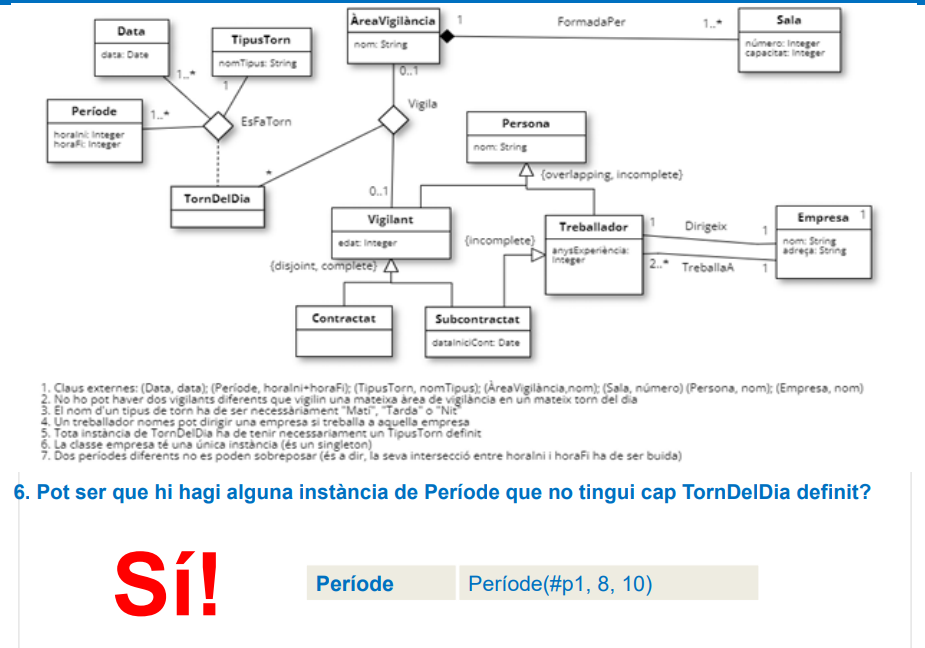 ÀreaVigilància
nom: String
1
FormadaPer
1..*
Sala
número: Integer
capacitat: Integer
Data
data: Date
TipusTorn
nomTipus: String
1..*
1
0..1
Període
horaIni: Integer
horaFi: Integer
1..*
EsFaTorn
Vigila
Persona
nom: String
{overlapping, incomplete}
*
TornDelDia
0..1
Vigilant
edat: Integer
{incomplete}
Treballador
anysExperiència:
Integer
1
Dirigeix
1
2..*
TreballaA
1
Empresa
1
nom: String
adreça: String
{disjoint, complete}
Contractat
Subcontractat
dataIniciCont: Date
1. Claus externes: (Data, data); (Període, horaIni+horaFi); (TipusTorn, nomTipus); (ÀreaVigilància,nom); (Sala, número) (Persona, nom); (Empresa, nom)
2. No ho pot haver dos vigilants diferents que vigilin una mateixa àrea de vigilància en un mateix torn del dia
3. El nom d'un tipus de torn ha de ser necessàriament "Matí", "Tarda" o "Nit"
4. Un treballador nomes pot dirigir una empresa si treballa a aquella empresa
5. Tota instància de TornDelDia ha de tenir necessariament un TipusTorn definit
6. La classe empresa té una única instància (és un singleton)
7. Dos períodes diferents no es poden sobreposar (és a dir, la seva intersecció entre horaIni i horaFi ha de ser buida)
6. Pot ser que hi hagi alguna instància de Període que no tingui cap TornDelDia definit?
Sí!
Període
Període(#p1, 8, 10)